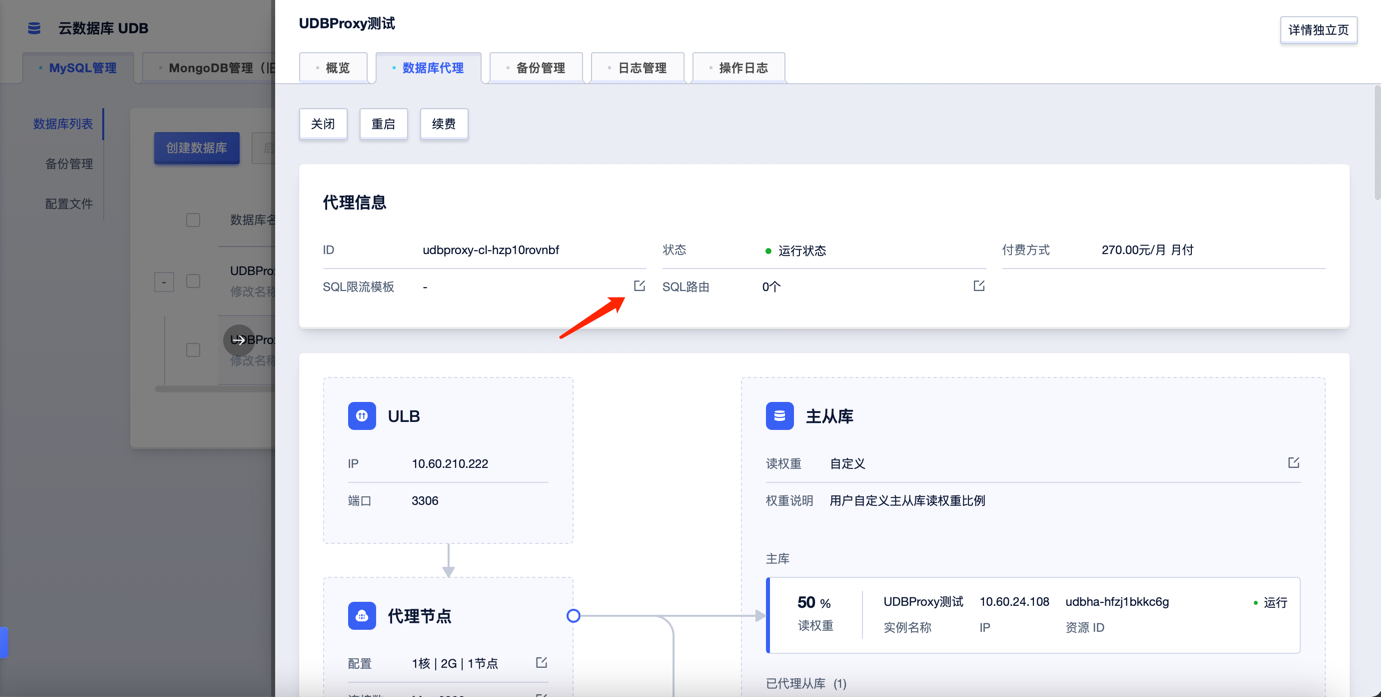 云数据库 UDB
MySQL管理
MongoDB管理（旧
数据库列表
备份管理
配置文件
创建数据库
数据库名
UDBPro
修改名称
UDBPro
修改名称
UDBProxy测试
详情独立页
概览
数据库代理
备份管理
日志管理
操作日志
关闭
重启
续费
代理信息
ID udbproxy-cl-hzp10rovnbf 状态 运行状态 付费方式 270.00元/月 月付
SQL限流模板 - SQL路由 0个
ULB
IP 10.60.210.222
端口 3306
代理节点
配置 1核 | 2G | 1节点
主从库
读权重 自定义
权重说明 用户自定义主从库读权重比例
主库
50 % UDBProxy测试 10.60.24.108 udbha-hfzj1bkkc6g 运行
读权重 实例名称 IP 资源 ID
已代理从库 (1)